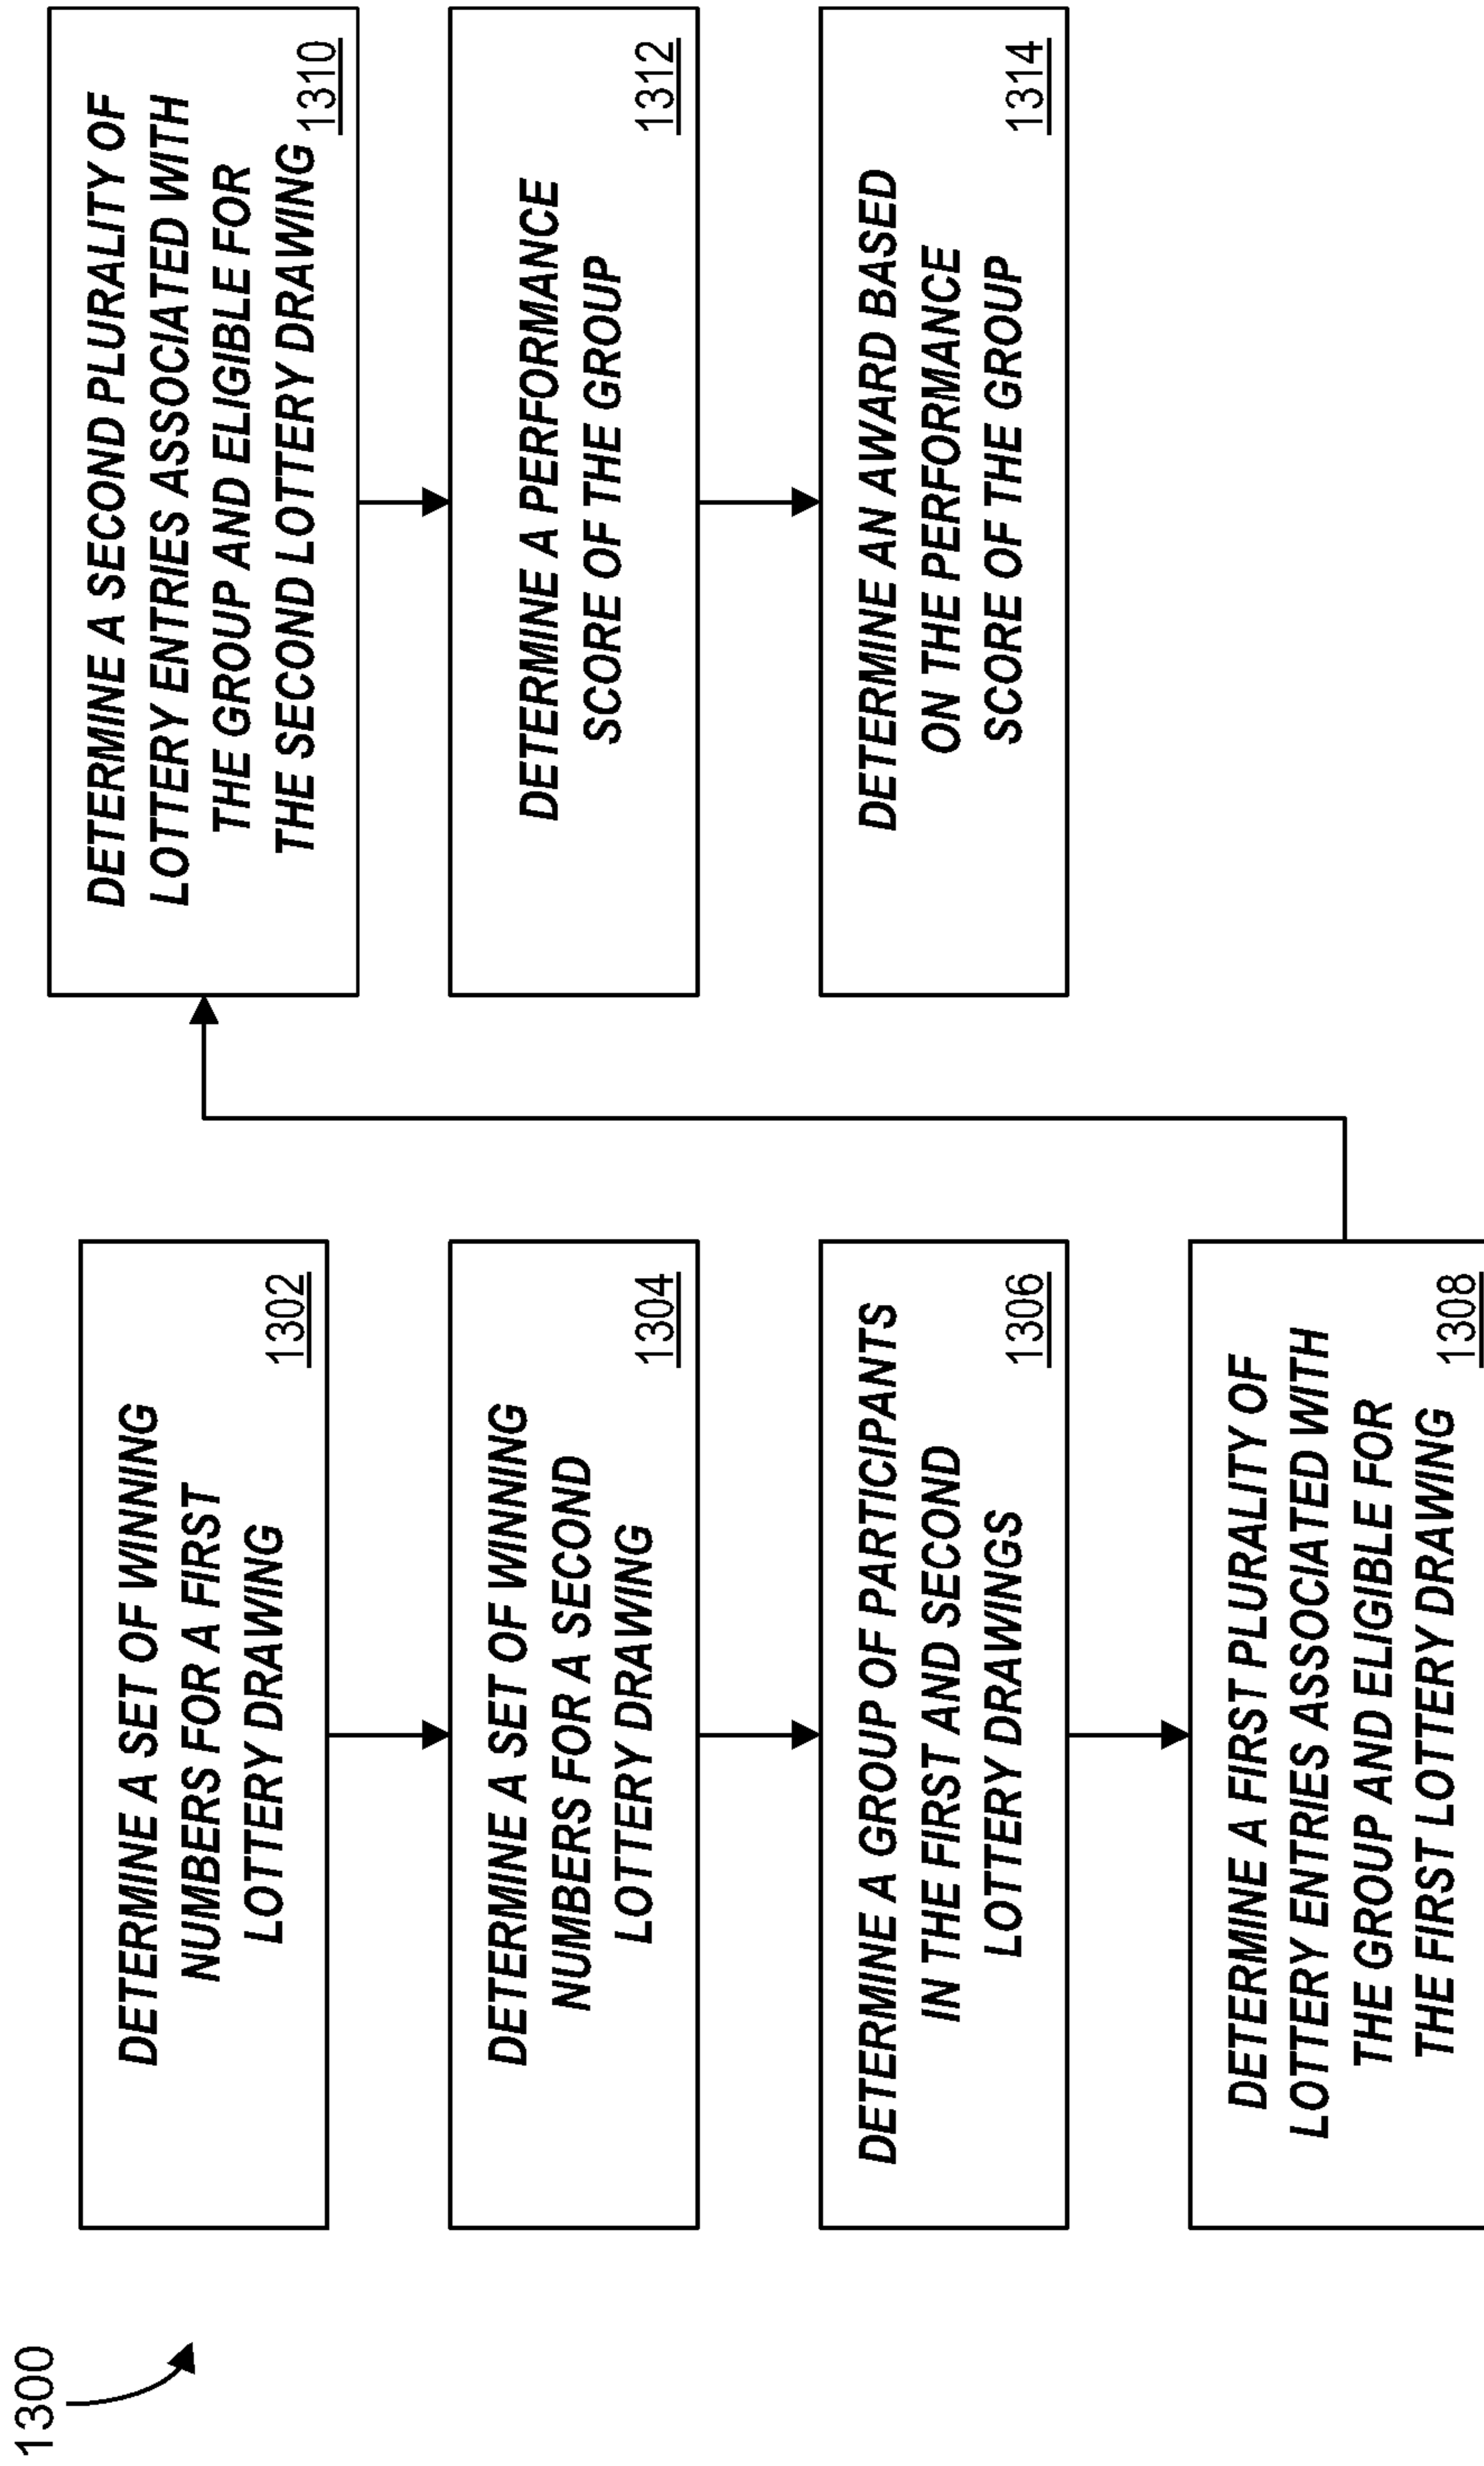 1300
DETERMINE A SET OF WINNING
NUMBERS FOR A FIRST
LOTTERY DRAWING
1302
DETERMINE A SET OF WINNING
NUMBERS FOR A SECOND
LOTTERY DRAWING
1304
DETERMINE A GROUP OF PARTICIPANTS
IN THE FIRST AND SECOND
LOTTERY DRAWINGS
1306
DETERMINE A FIRST PLURALITY OF
LOTTERY ENTRIES ASSOCIATED WITH
THE GROUP AND ELIGIBLE FOR
THE FIRST LOTTERY DRAWING
1308
DETERMINE A SECOND PLURALITY OF
LOTTERY ENTRIES ASSOCIATED WITH
THE GROUP AND ELIGIBLE FOR
THE SECOND LOTTERY DRAWING
1310
DETERMINE A PERFORMANCE
SCORE OF THE GROUP
1312
DETERMINE AN AWARD BASED
ON THE PERFORMANCE
SCORE OF THE GROUP
1314